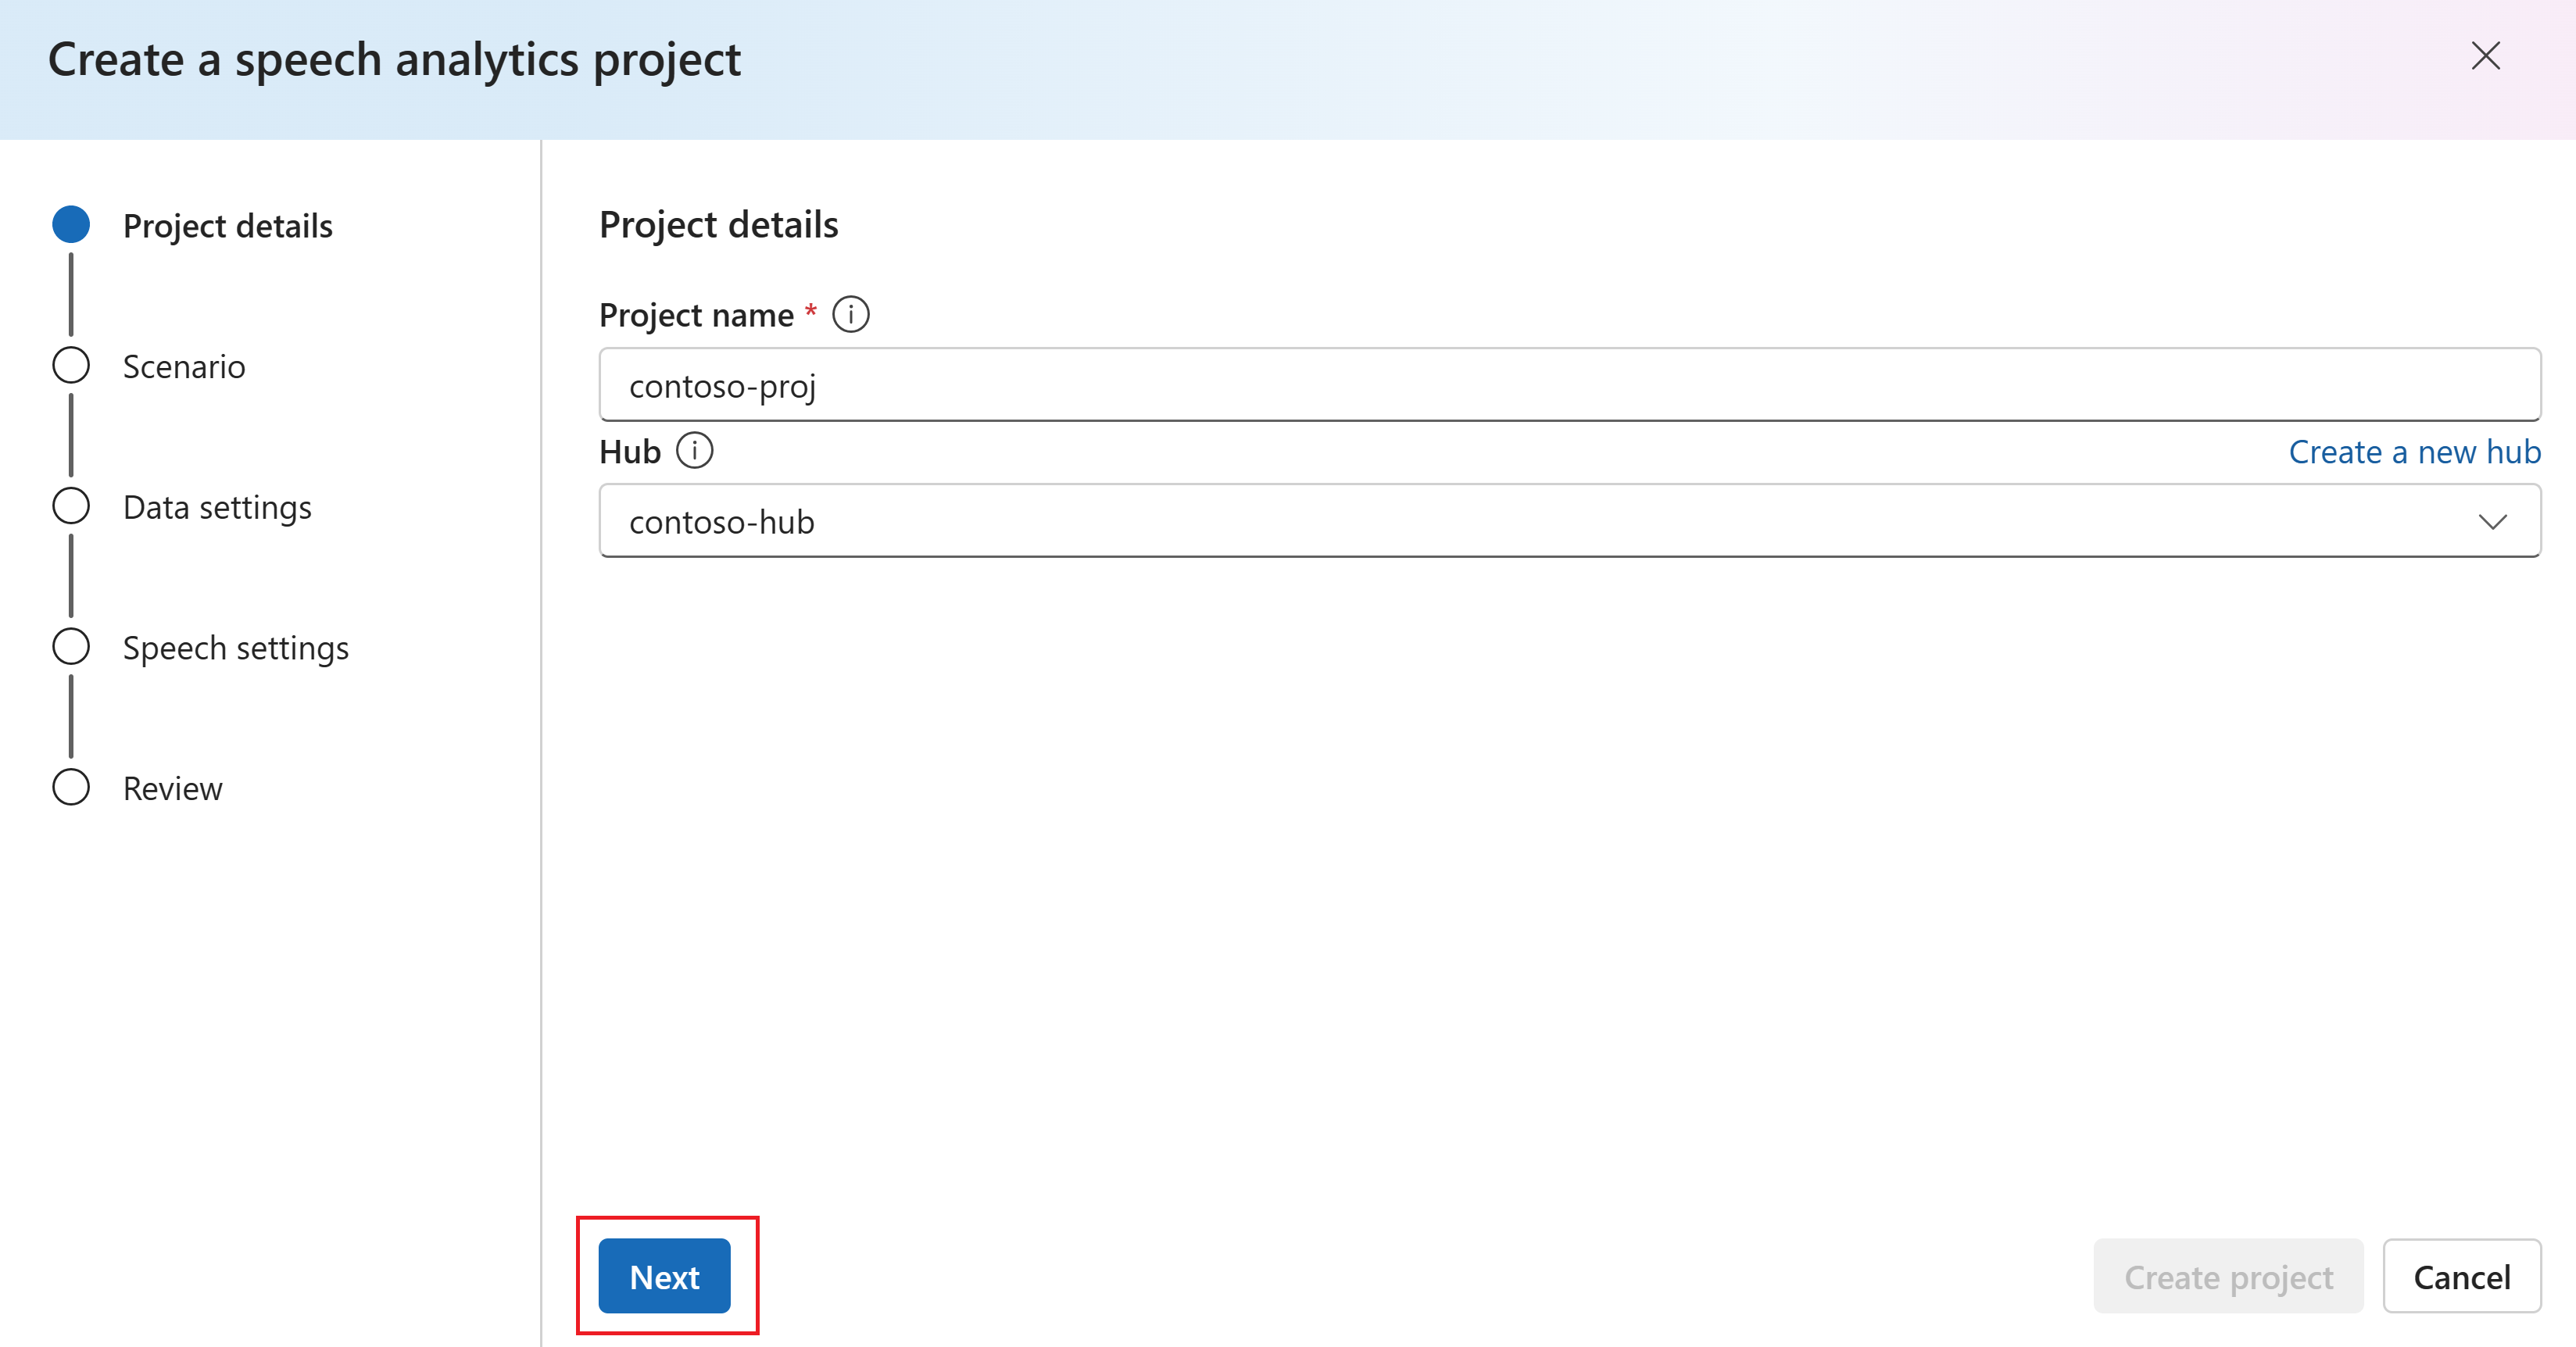 Create a speech analytics project
Project details
Scenario
Data settings
Speech settings
Review
Project details
Project name *
contoso-proj
Hub
Create a new hub
contoso-hub
Next
Create project
Cancel